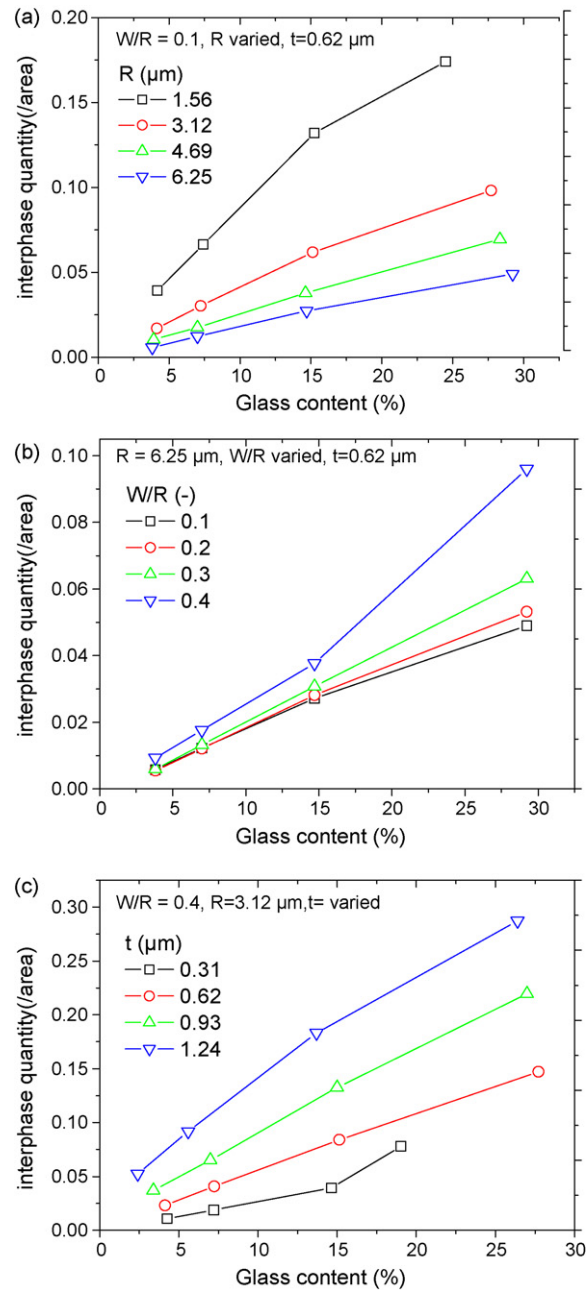 (a)
0.20
W/R = 0.1, R varied, t=0.62 µm
R (µm)
1.56
3.12
4.69
6.25
0.15
0.10
0.05
0.00
interphase quantity(/area)
0 5 10 15 20 25 30
Glass content (%)
(b)
0.10
R = 6.25 µm, W/R varied, t=0.62 µm
W/R (-)
0.1
0.2
0.3
0.4
0.08
0.06
0.04
0.02
0.00
interphase quantity(/area)
0 5 10 15 20 25 30
Glass content (%)
(c)
W/R = 0.4, R=3.12 µm,t= varied
0.30
t (µm)
0.31
0.62
0.93
1.24
0.25
0.20
0.15
0.10
0.05
0.00
interphase quantity(/area)
0 5 10 15 20 25 30
Glass content (%)